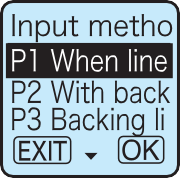 Input metho
P1 When line
P2 With back
P3 Backing li
EXIT OK